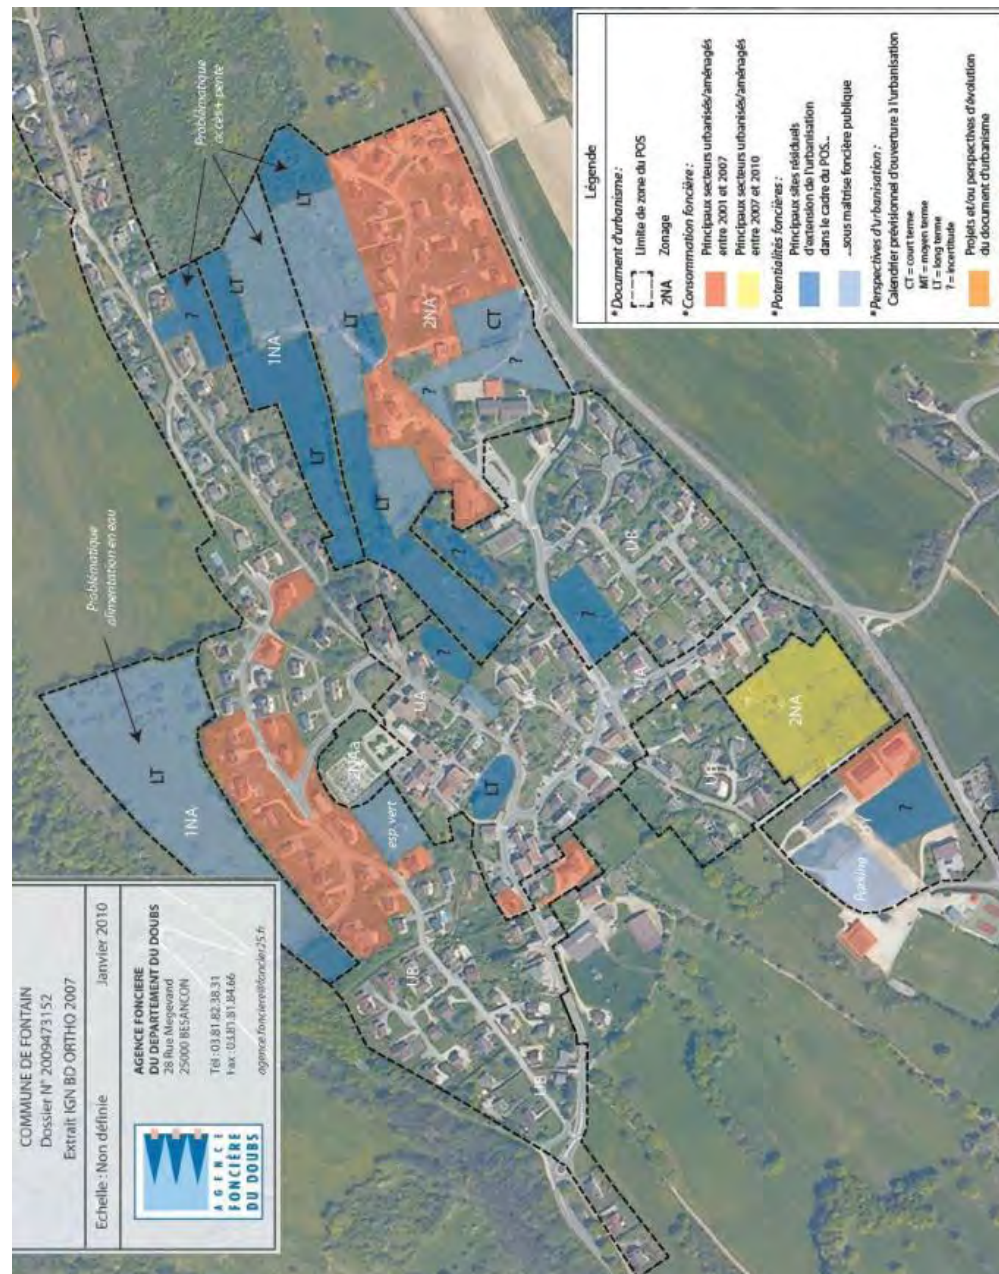 COMMUNE DE FONTAIN
Dossier N° 2009473152
Extrait IGN BD ORTHO 2007
Echelle : Non définie
Janvier 2010
AGENCE
FONCIÈRE
DU DOUBS
AGENCE FONCIERE
DU DEPARTEMENT DU DOUBS
28 Rue Megevand
25000 BESANCON
Tél : 03.81.82.38.31
Fax : 03.81.81.84.66
agence.fonciere@foncier25.fr
Problématique
alimentation en eau
Problématique
accès + pente
LT
1NA
?
LT
LT
1NA
LT
LT
LT
2NA
CT
?
?
?
?
?
UB
UA
UA
UA
2NAa
esp. vert
LT
UB
UB
UB
2NA
?
UY
Parking
Légende
*Document d'urbanisme :
Limite de zone du POS
2NA Zonage
*Consommation foncière :
Principaux secteurs urbanisés/aménagés
entre 2001 et 2007
Principaux secteurs urbanisés/aménagés
entre 2007 et 2010
*Potentialités foncières :
Principaux sites résiduels
d'extension de l'urbanisation
dans le cadre du POS...
...sous maîtrise foncière publique
*Perspectives d'urbanisation :
Calendrier prévisionnel d'ouverture à l'urbanisation
CT = court terme
MT = moyen terme
LT = long terme
? = incertitude
Projets et/ou perspectives d'évolution
du document d'urbanisme